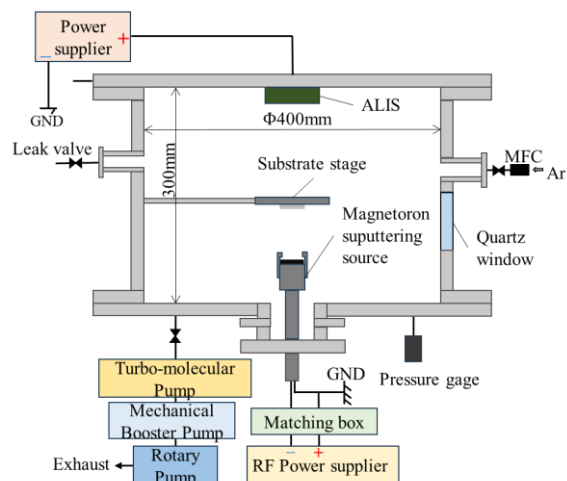 Power
supplier
+
−
GND
ALIS
Φ400mm
Leak valve
300mm
MFC
Ar
Substrate stage
Magnetoron
suputtering
source
Quartz
window
Turbo-molecular
Pump
GND
Pressure gage
Mechanical
Booster Pump
Matching box
− +
Exhaust
Rotary
Pump
RF Power supplier